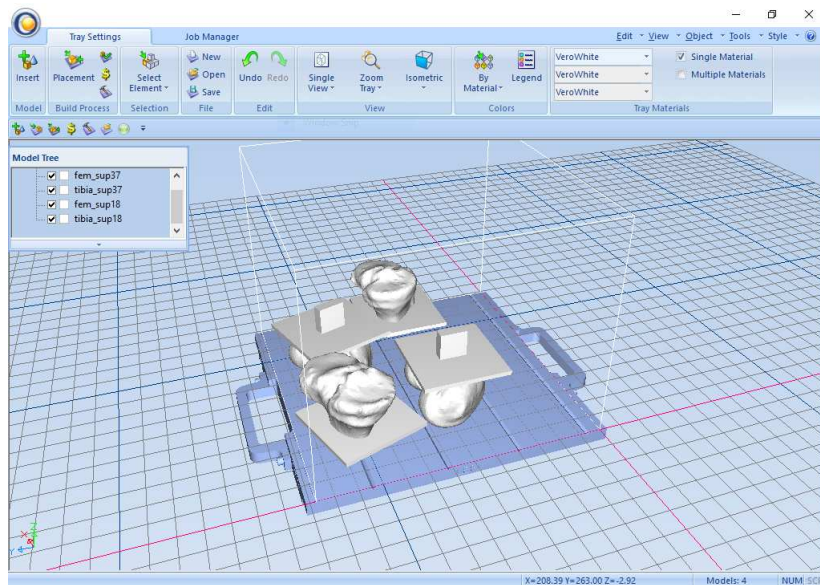 Tray Settings Job Manager Edit View Object Tools Style
Insert Placement Select Element New Open Save Undo Redo Single View Zoom Tray Isometric By Material Legend VeroWhite VeroWhite VeroWhite Single Material Multiple Materials
Model Build Process Selection File Edit View Colors Tray Materials
Model Tree
fem_sup37
tibia_sup37
fem_sup18
tibia_sup18
X=208.39 Y=263.00 Z=-2.92 Models: 4 NUM